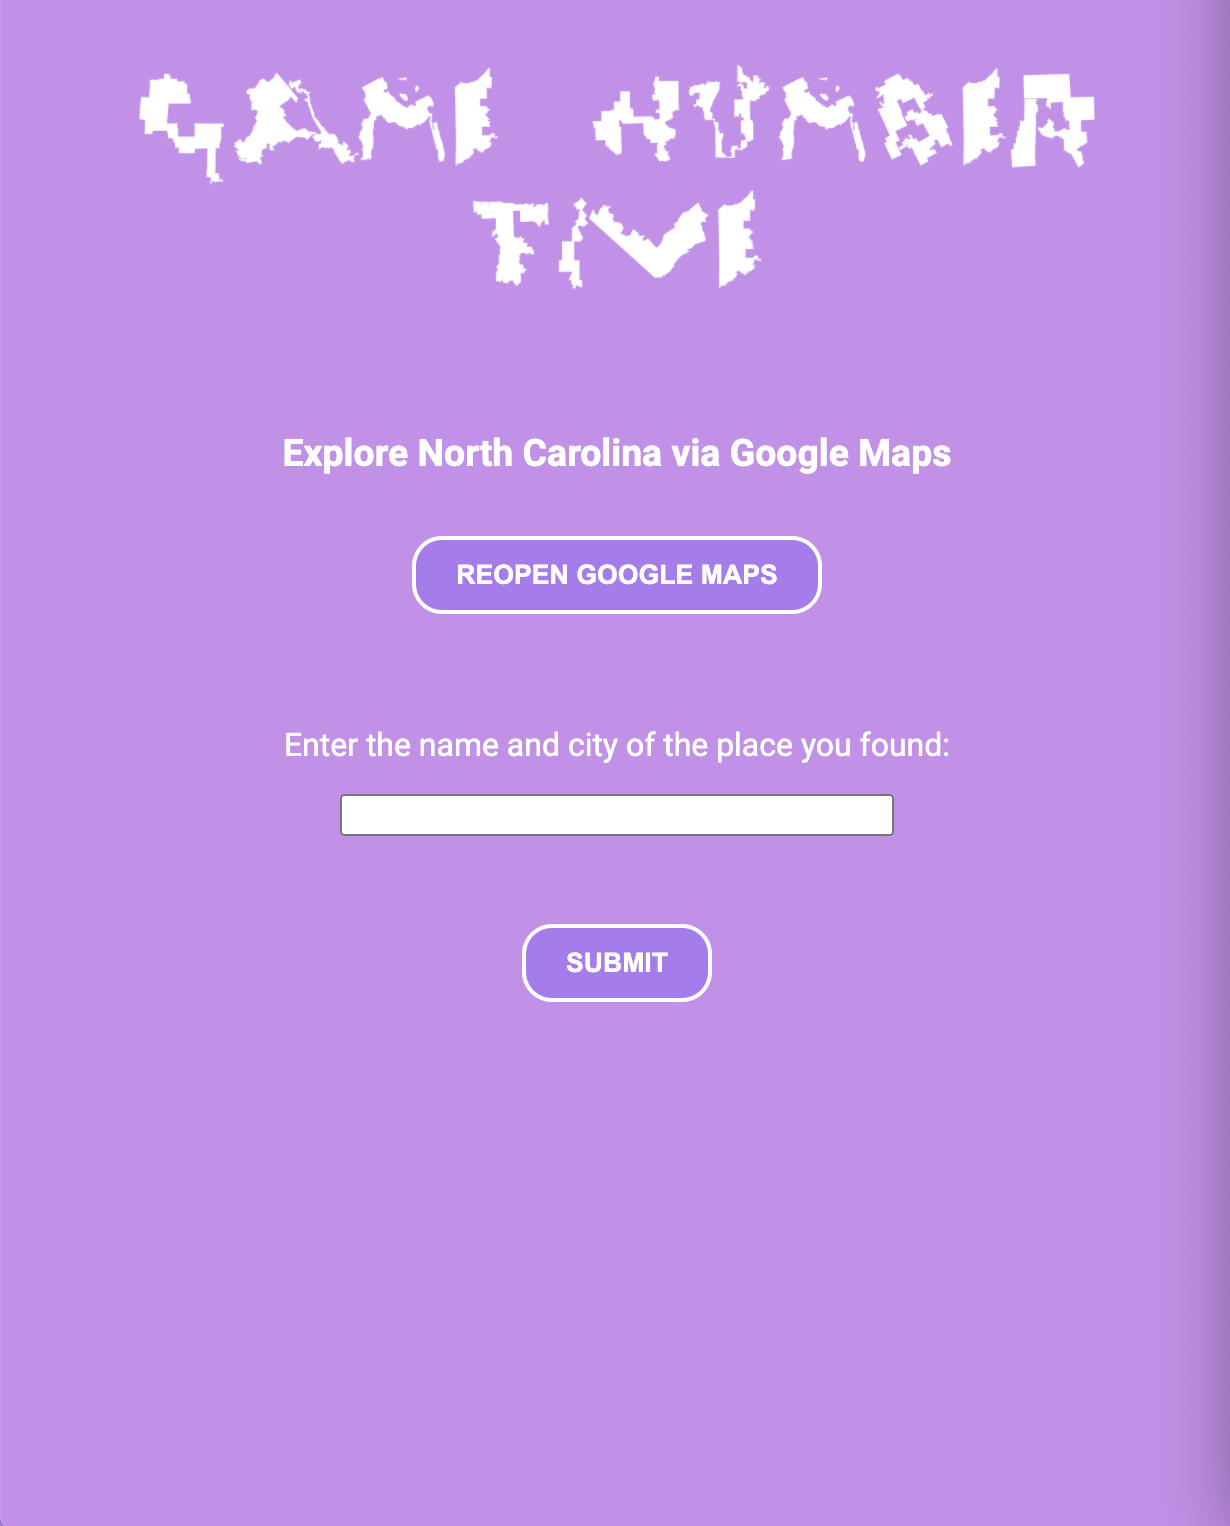 GAME NUMBER
FIVE
Explore North Carolina via Google Maps
REOPEN GOOGLE MAPS
Enter the name and city of the place you found:
SUBMIT